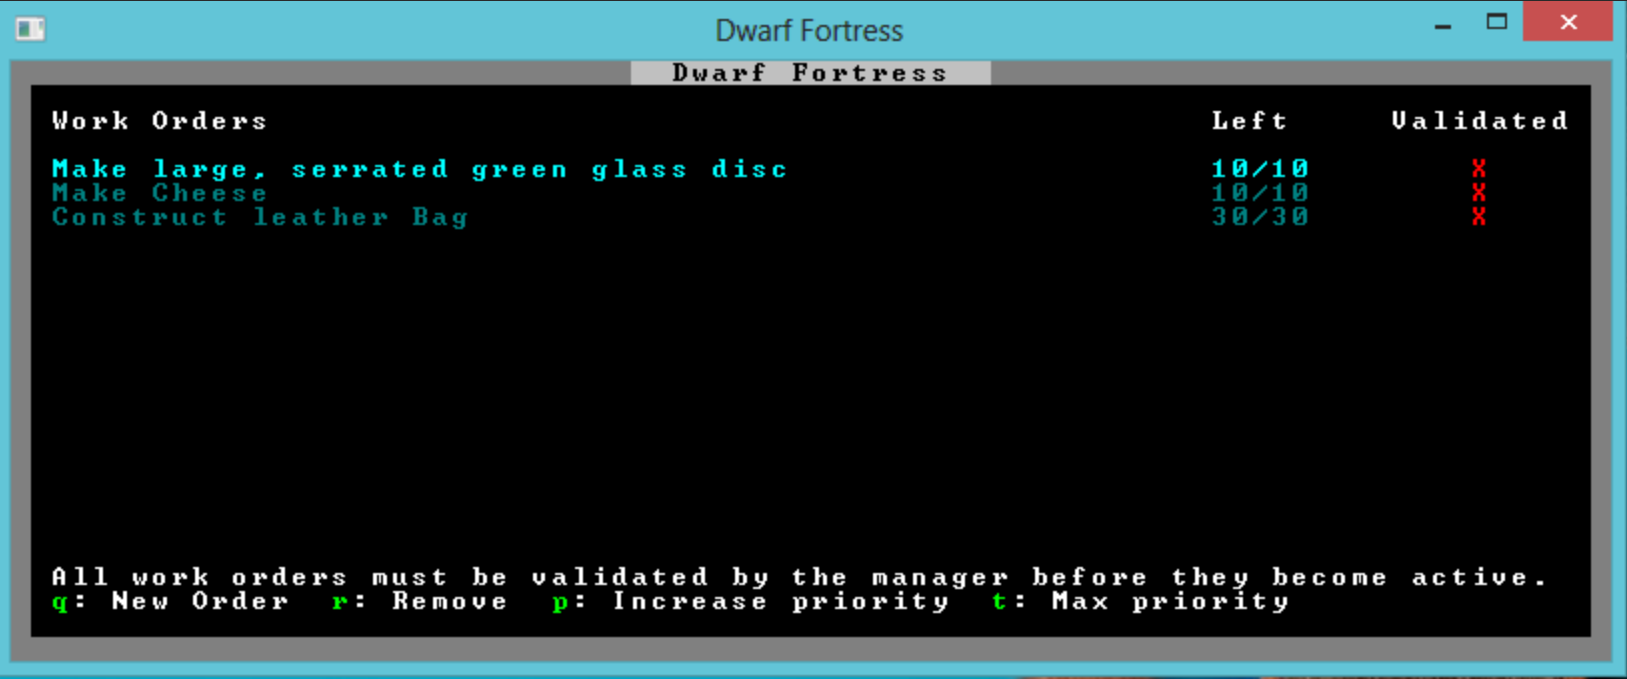 Dwarf Fortress
Dwarf Fortress
Work Orders Left Validated
Make large, serrated green glass disc 10/10 X
Make Cheese 10/10 X
Construct leather Bag 30/30 X
All work orders must be validated by the manager before they become active.
q: New Order r: Remove p: Increase priority t: Max priority